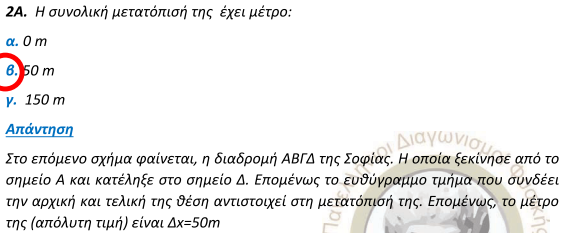 2Α. Η συνολική μετατόπισή της έχει μέτρο:
α. 0 m
β. 50 m
γ. 150 m
Απάντηση
Στο επόμενο σχήμα φαίνεται, η διαδρομή ΑΒΓΔ της Σοφίας. Η οποία ξεκίνησε από το
σημείο Α και κατέληξε στο σημείο Δ. Επομένως το ευθύγραμμο τμήμα που συνδέει
την αρχική και τελική της θέση αντιστοιχεί στη μετατόπισή της. Επομένως, το μέτρο
της (απόλυτη τιμή) είναι Δx=50m
Διαγωνισμ